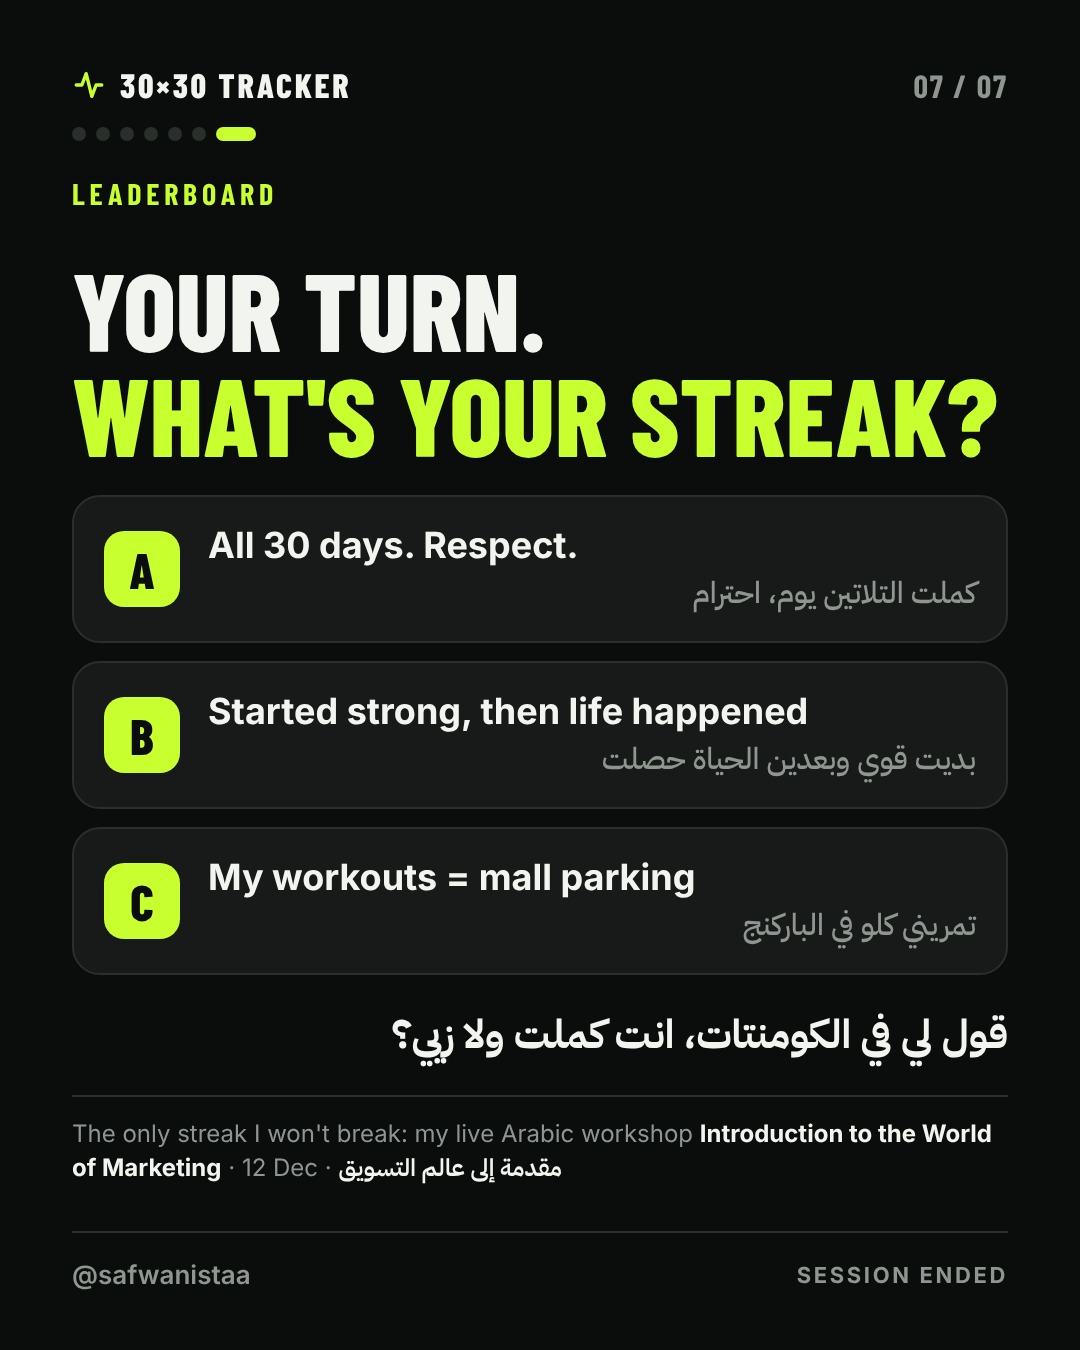 30×30 TRACKER
07 / 07
LEADERBOARD
YOUR TURN.
WHAT'S YOUR STREAK?
A
All 30 days. Respect.
كملت التلاتين يوم، احترام
B
Started strong, then life happened
بديت قوي وبعدين الحياة حصلت
C
My workouts = mall parking
تمريني كلو في الباركنج
قول لي في الكومنتات، انت كملت ولا زيي؟
The only streak I won't break: my live Arabic workshop Introduction to the World
of Marketing · 12 Dec · مقدمة إلى عالم التسويق
@safwanistaa
SESSION ENDED